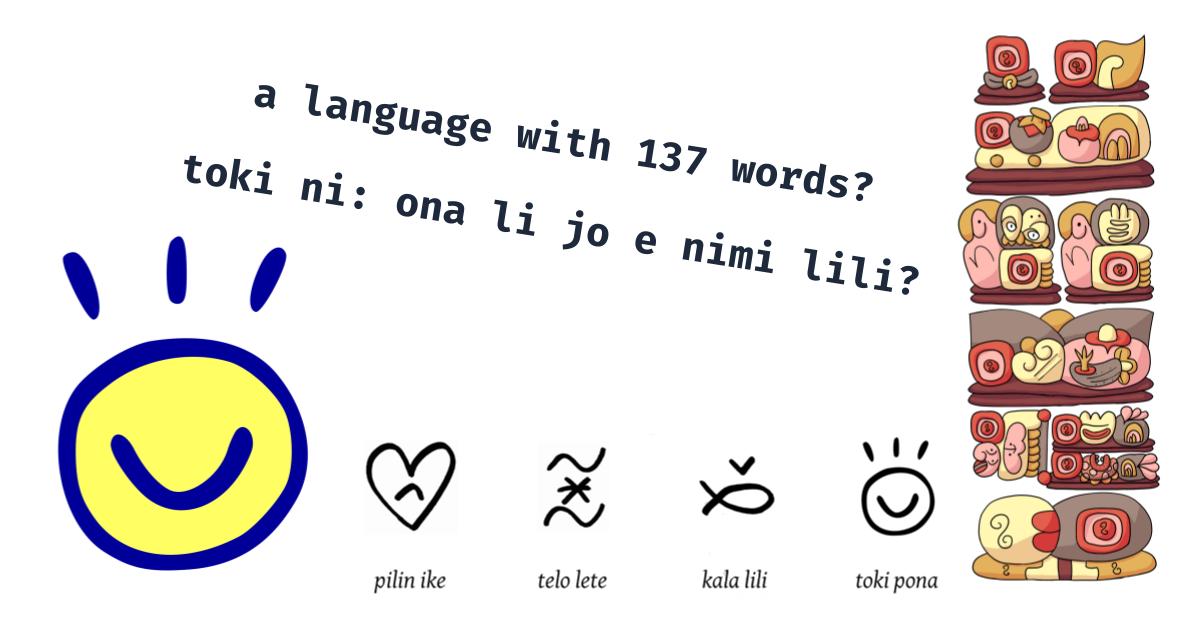 a language with 137 words?
toki ni: ona li jo e nimi lili?
pilin ike
telo lete
kala lili
toki pona